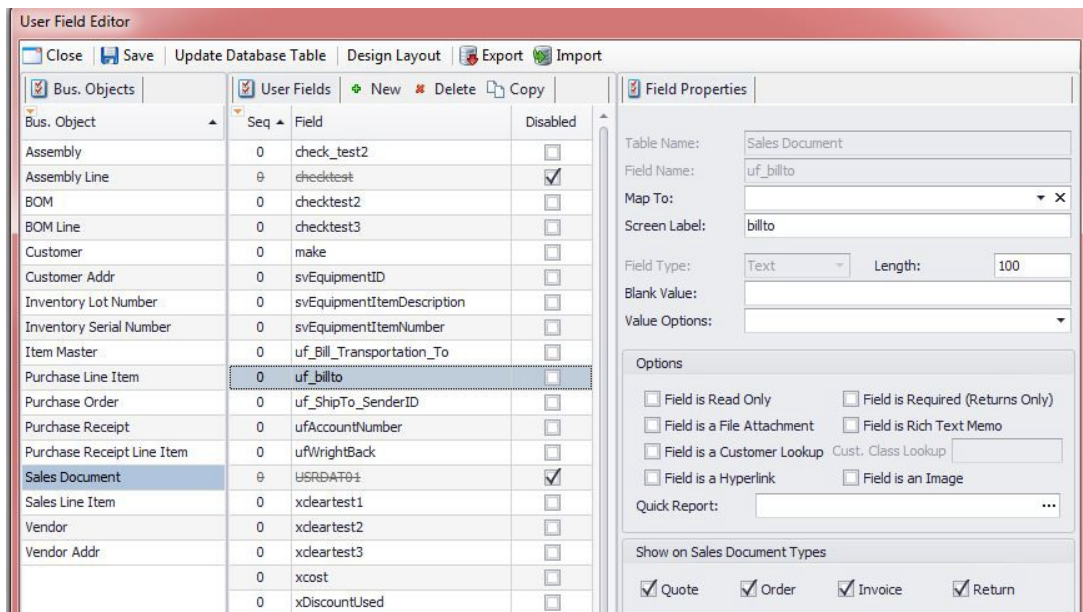 User Field Editor
Close Save Update Database Table Design Layout Export Import
Bus. Objects
Bus. Object
Assembly
Assembly Line
BOM
BOM Line
Customer
Customer Addr
Inventory Lot Number
Inventory Serial Number
Item Master
Purchase Line Item
Purchase Order
Purchase Receipt
Purchase Receipt Line Item
Sales Document
Sales Line Item
Vendor
Vendor Addr
User Fields New Delete Copy
Seq Field Disabled
0 check_test2
0 checktest
0 checktest2
0 checktest3
0 make
0 svEquipmentID
0 svEquipmentItemDescription
0 svEquipmentItemNumber
0 uf_Bill_Transportation_To
0 uf_billto
0 uf_ShipTo_SenderID
0 ufAccountNumber
0 ufWrightBack
0 USRDAT01
0 xcleartest1
0 xcleartest2
0 xcleartest3
0 xcost
0 xDiscountUsed
Field Properties
Table Name: Sales Document
Field Name: uf_billto
Map To:
Screen Label: billto
Field Type: Text Length: 100
Blank Value:
Value Options:
Options
Field is Read Only Field is Required (Returns Only)
Field is a File Attachment Field is Rich Text Memo
Field is a Customer Lookup Cust. Class Lookup
Field is a Hyperlink Field is an Image
Quick Report: ...
Show on Sales Document Types
Quote Order Invoice Return